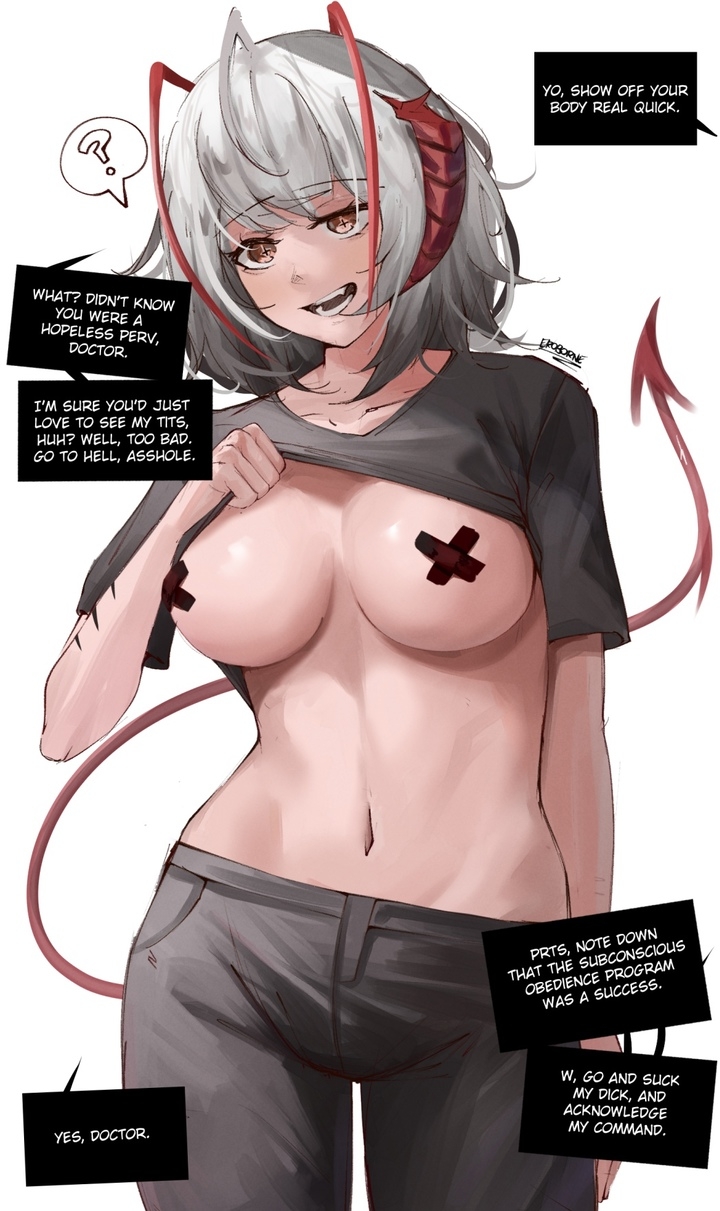 YO, SHOW OFF YOUR
BODY REAL QUICK.
?
WHAT? DIDN'T KNOW
YOU WERE A
HOPELESS PERV,
DOCTOR.
I'M SURE YOU'D JUST
LOVE TO SEE MY TITS,
HUH? WELL, TOO BAD.
GO TO HELL, ASSHOLE.
EROBORNE
PRTS, NOTE DOWN
THAT THE SUBCONSCIOUS
OBEDIENCE PROGRAM
WAS A SUCCESS.
W, GO AND SUCK
MY DICK, AND
ACKNOWLEDGE
MY COMMAND.
YES, DOCTOR.